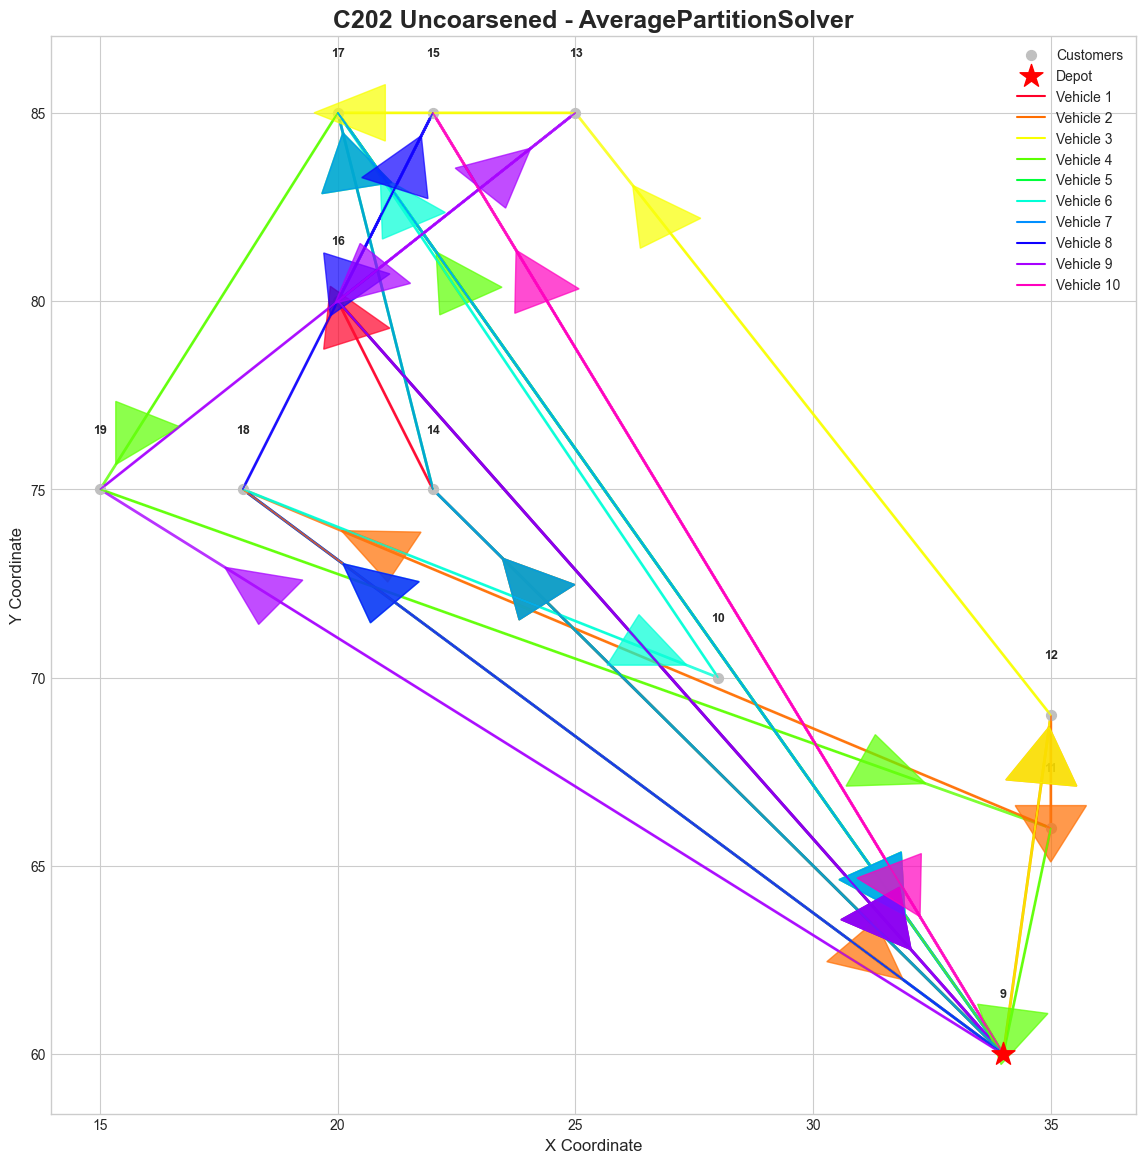 C202 Uncoarsened - AveragePartitionSolver
17
15
13
Customers
Depot
Vehicle 1
Vehicle 2
Vehicle 3
Vehicle 4
Vehicle 5
Vehicle 6
Vehicle 7
Vehicle 8
Vehicle 9
Vehicle 10
85
16
80
19
18
14
75
10
12
70
11
65
9
60
15
20
25
30
35
X Coordinate
Y Coordinate